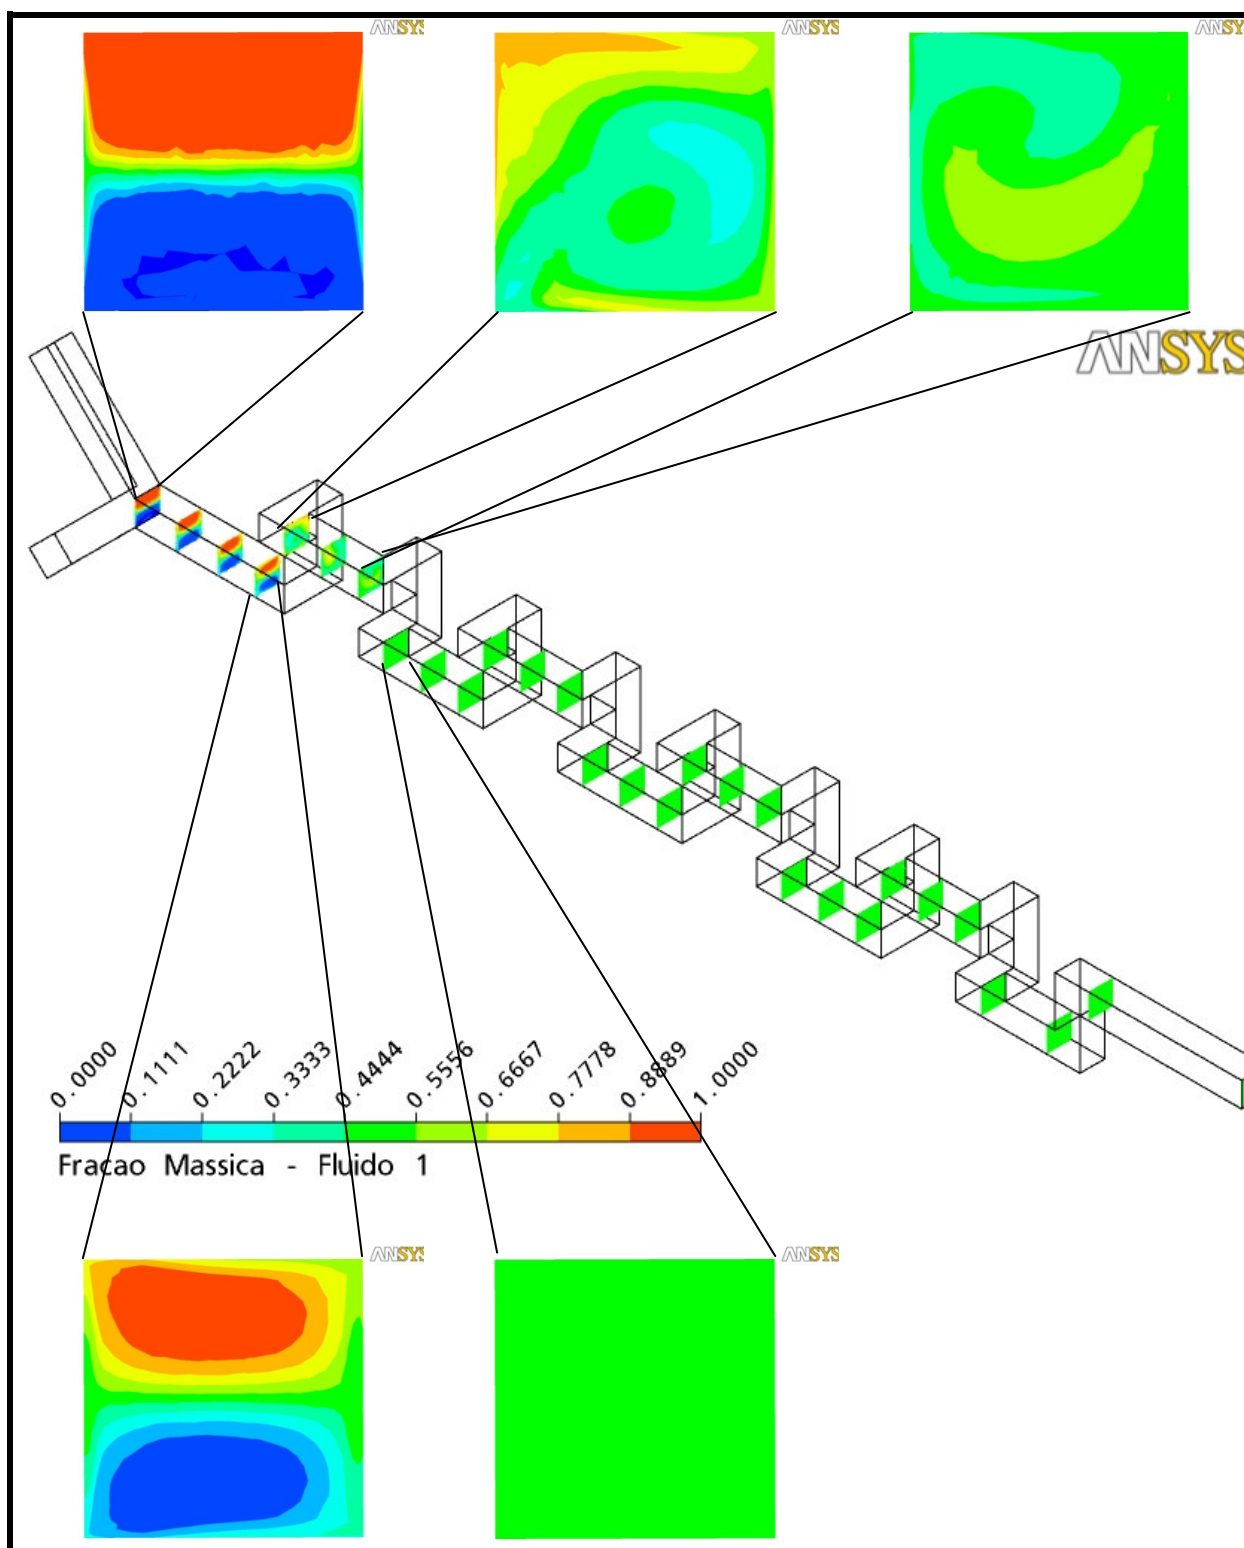 ANSYS
ANSYS
ANSYS
ANSYS
0.0000
0.1111
0.2222
0.3333
0.4444
0.5556
0.6667
0.7778
0.8889
1.0000
Fracao Massica - Fluido 1
ANSYS
ANSYS